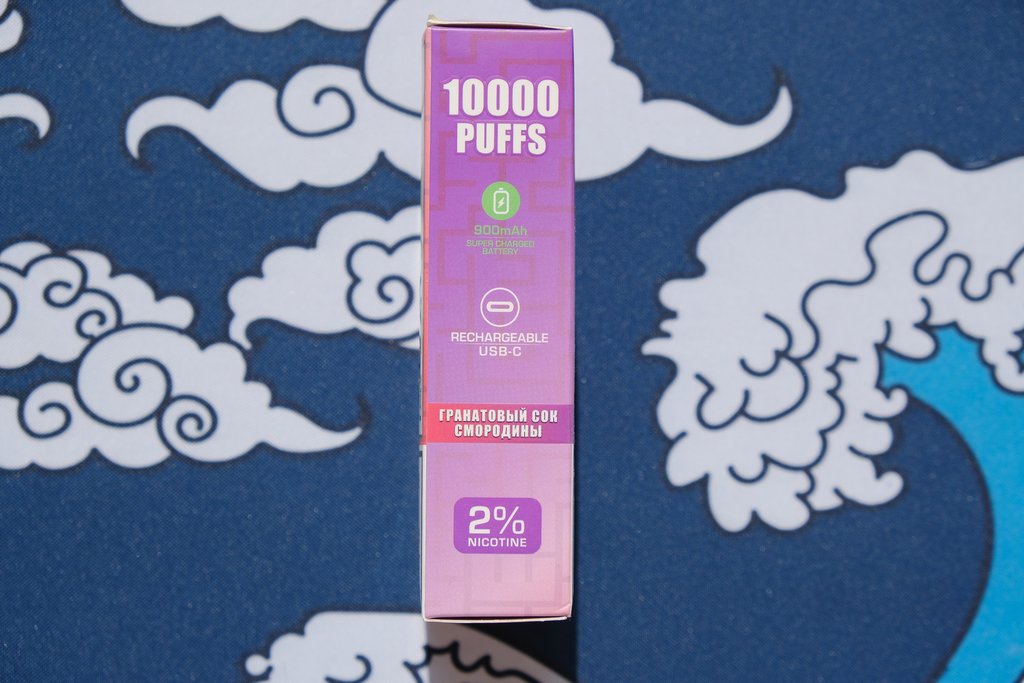 10000
PUFFS
900mAh
SUPER CHARGED
BATTERY
RECHARGEABLE
USB-C
ГРАНАТОВЫЙ СОК
СМОРОДИНЫ
2%
NICOTINE